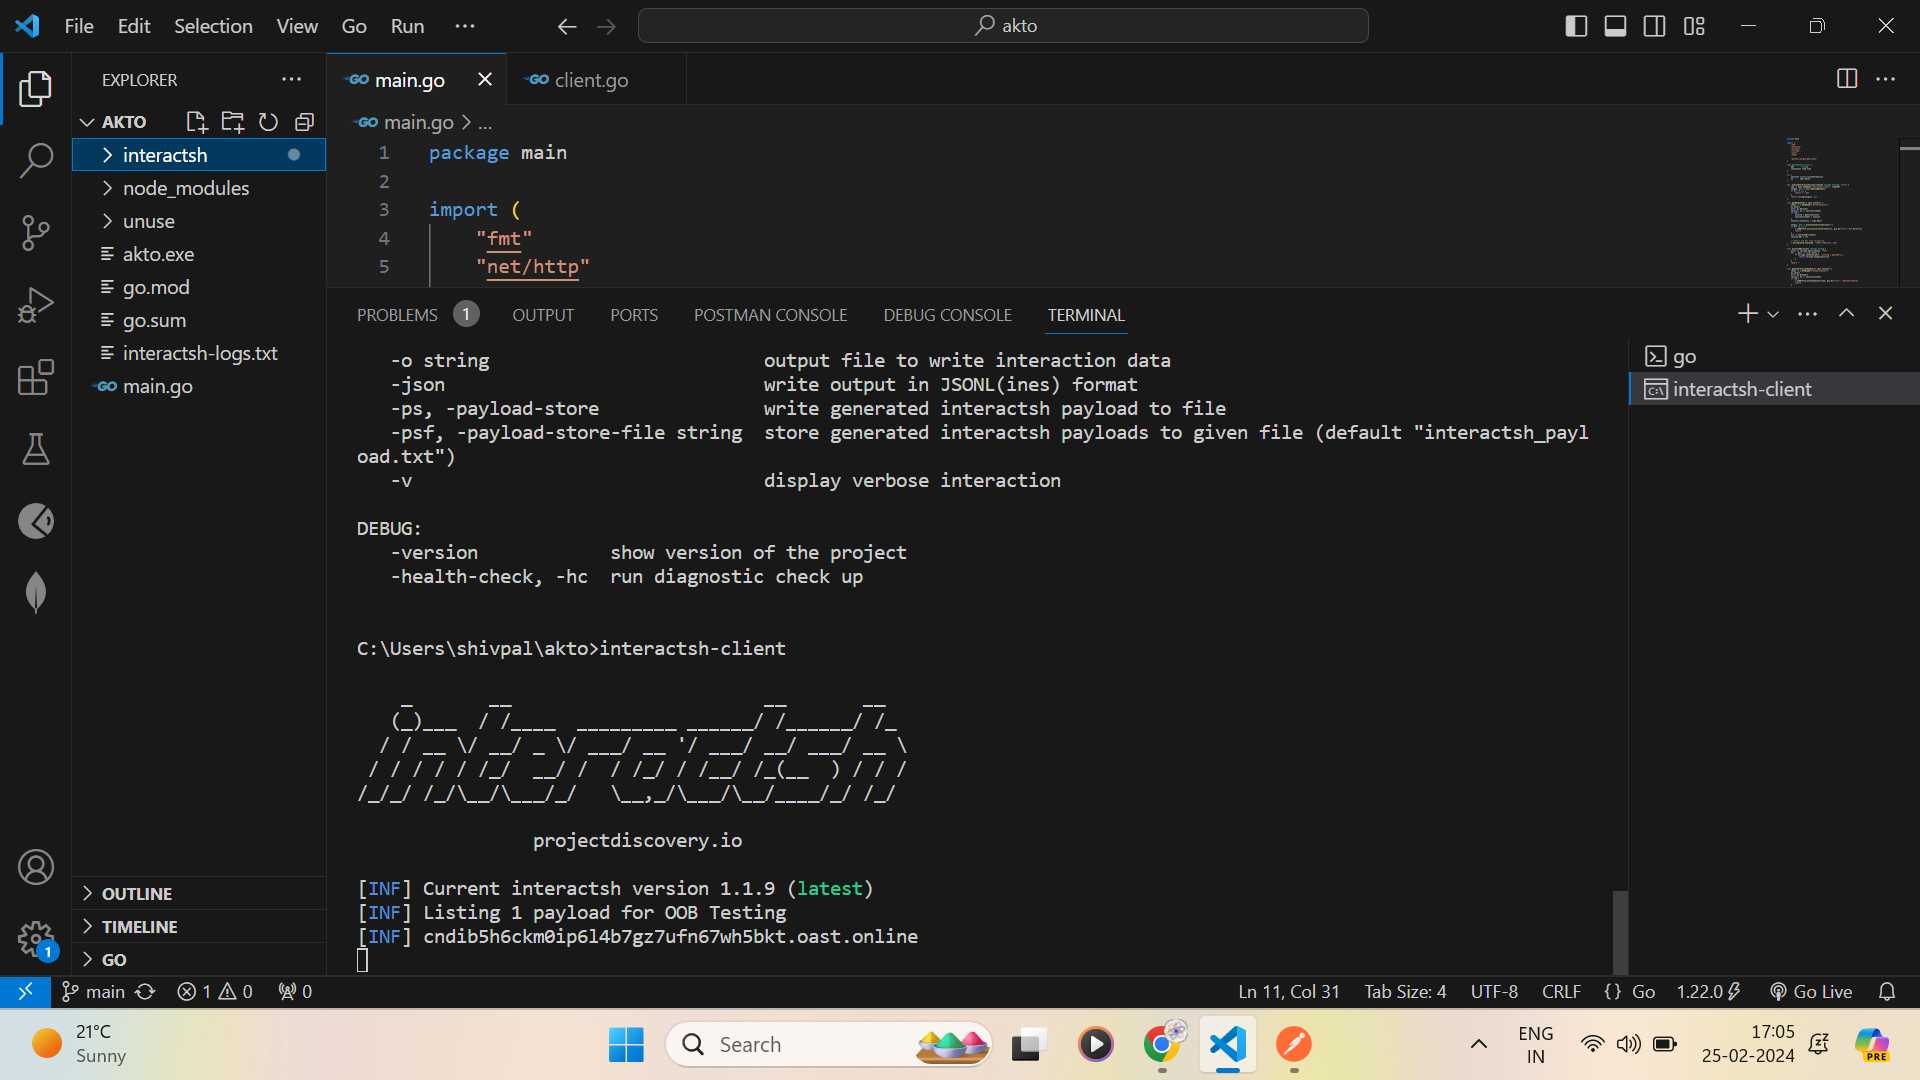 File Edit Selection View Go Run ···
akto
EXPLORER ···
main.go
client.go
AKTO
main.go > ...
interactsh
node_modules
unuse
akto.exe
go.mod
go.sum
interactsh-logs.txt
main.go
1 package main
2
3 import (
4 "fmt"
5 "net/http"
PROBLEMS 1 OUTPUT PORTS POSTMAN CONSOLE DEBUG CONSOLE TERMINAL
go
interactsh-client
-o string output file to write interaction data
-json write output in JSONL(ines) format
-ps, -payload-store write generated interactsh payload to file
-psf, -payload-store-file string store generated interactsh payloads to given file (default "interactsh_payl
oad.txt")
-v display verbose interaction
DEBUG:
-version show version of the project
-health-check, -hc run diagnostic check up
C:\Users\shivpal\akto>interactsh-client
interactsh
projectdiscovery.io
[INF] Current interactsh version 1.1.9 (latest)
[INF] Listing 1 payload for OOB Testing
[INF] cndib5h6ckm0ip6l4b7gz7ufn67wh5bkt.oast.online
OUTLINE
TIMELINE
GO
1
main 1 0 0
Ln 11, Col 31 Tab Size: 4 UTF-8 CRLF {} Go 1.22.0 Go Live
21°C
Sunny
Search
ENG
IN
17:05
25-02-2024
PRE